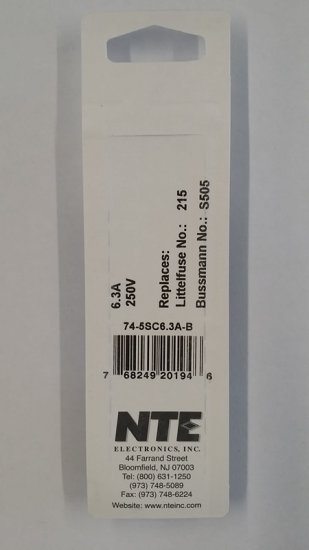 6.3A
250V
Replaces:
Littelfuse No.: 215
Bussmann No.: S505
74-5SC6.3A-B
7 68249 20194 6
NTE
ELECTRONICS, INC.
44 Farrand Street
Bloomfield, NJ 07003
Tel: (800) 631-1250
(973) 748-5089
Fax: (973) 748-6224
Website: www.nteinc.com